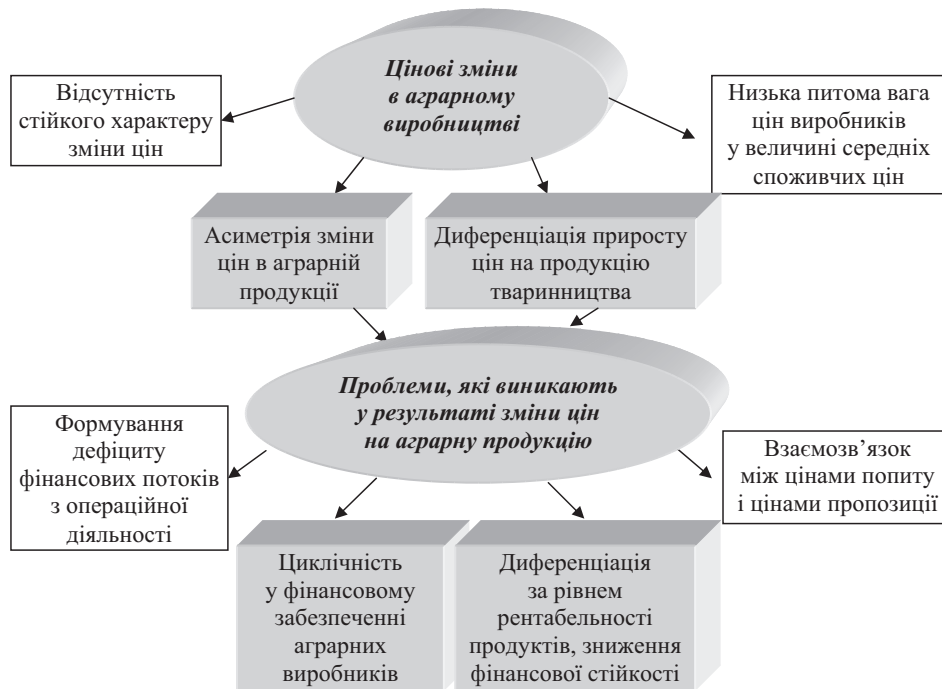 Цінові зміни
в аграрному
виробництві
Відсутність
стійкого характеру
зміни цін
Низька питома вага
цін виробників
у величині середніх
споживчих цін
Асиметрія зміни
цін в аграрній
продукції
Диференціація приросту
цін на продукцію
тваринництва
Проблеми, які виникають
у результаті зміни цін
на аграрну продукцію
Формування
дефіциту
фінансових потоків
з операційної
діяльності
Взаємозв’язок
між цінами попиту
і цінами пропозиції
Циклічність
у фінансовому
забезпеченні
аграрних
виробників
Диференціація
за рівнем
рентабельності
продуктів, зниження
фінансової стійкості